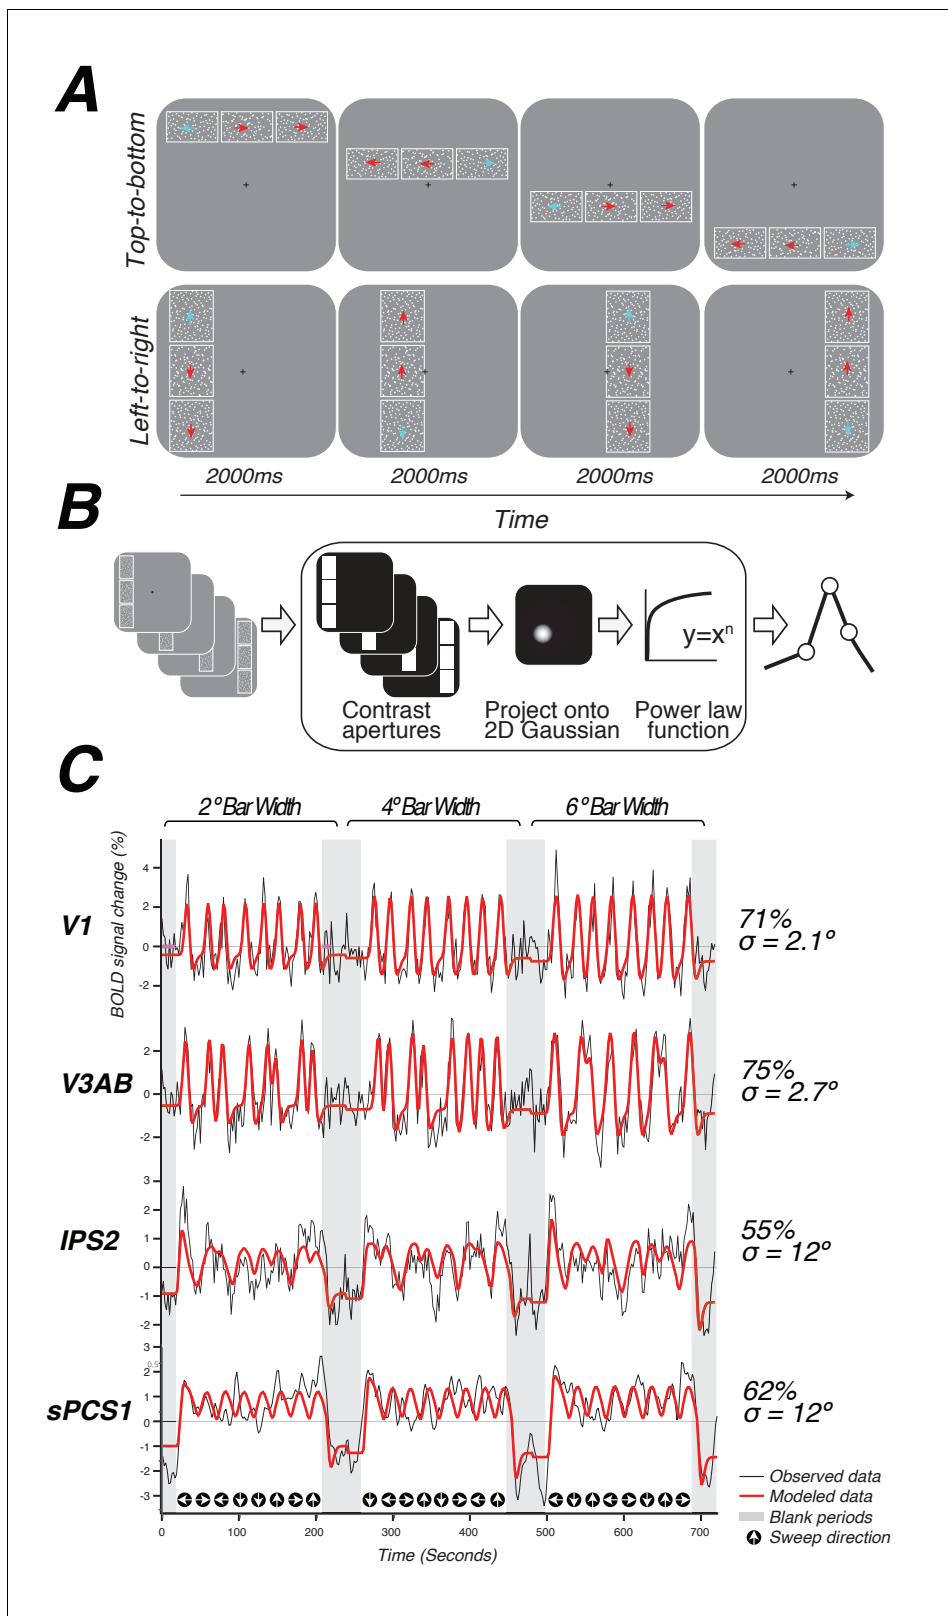 A
Top-to-bottom
Left-to-right
2000ms 2000ms 2000ms 2000ms
Time
B
y=xⁿ
Contrast apertures
Project onto 2D Gaussian
Power law function
C
2° Bar Width 4° Bar Width 6° Bar Width
BOLD signal change (%)
V1
4
2
0
-2
71%
σ = 2.1°
V3AB
2
0
-2
75%
σ = 2.7°
IPS2
3
2
1
0
-1
-2
55%
σ = 12°
sPCS1
3
0.5
2
1
0
-1
-2
-3
62%
σ = 12°
0 100 200 300 400 500 600 700
Time (Seconds)
Observed data
Modeled data
Blank periods
Sweep direction